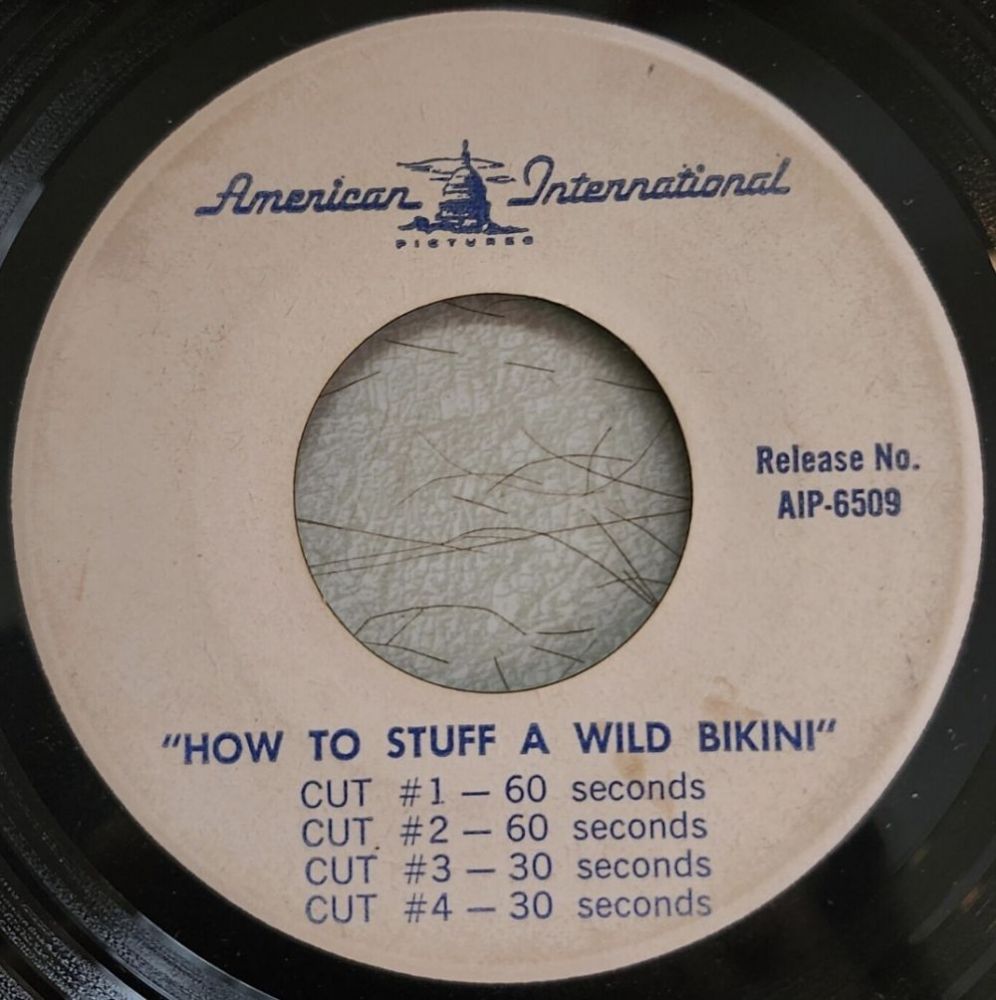 American International
PICTURES
Release No.
AIP-6509
"HOW TO STUFF A WILD BIKINI"
CUT #1 — 60 seconds
CUT #2 — 60 seconds
CUT #3 — 30 seconds
CUT #4 — 30 seconds